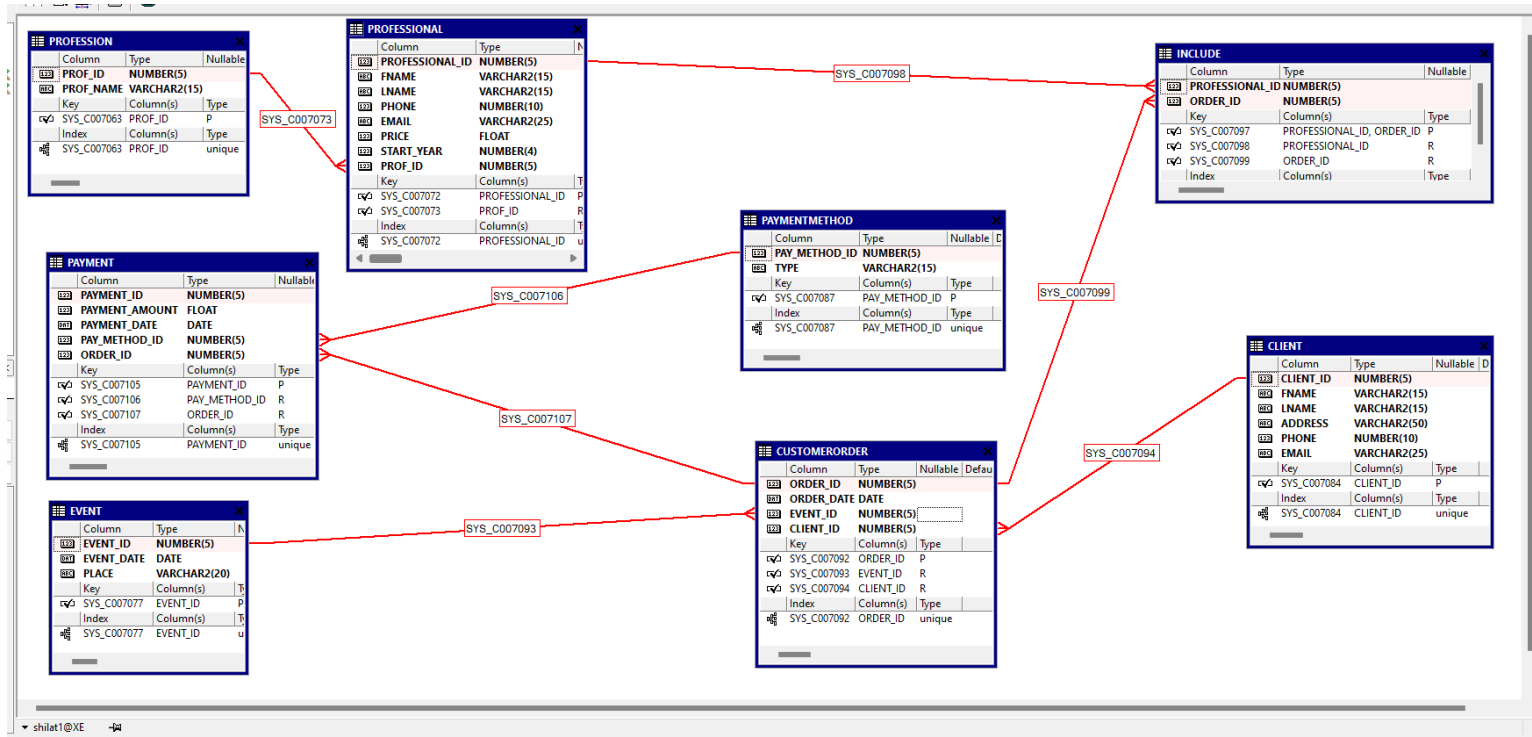 PROFESSION
Column Type Nullable
PROF_ID NUMBER(5)
PROF_NAME VARCHAR2(15)
Key Column(s) Type
SYS_C007063 PROF_ID P
Index Column(s) Type
SYS_C007063 PROF_ID unique
SYS_C007073
PROFESSIONAL
Column Type N
PROFESSIONAL_ID NUMBER(5)
FNAME VARCHAR2(15)
LNAME VARCHAR2(15)
PHONE NUMBER(10)
EMAIL VARCHAR2(25)
PRICE FLOAT
START_YEAR NUMBER(4)
PROF_ID NUMBER(5)
Key Column(s) T
SYS_C007072 PROFESSIONAL_ID P
SYS_C007073 PROF_ID R
Index Column(s) T
SYS_C007072 PROFESSIONAL_ID u
SYS_C007098
INCLUDE
Column Type Nullable
PROFESSIONAL_ID NUMBER(5)
ORDER_ID NUMBER(5)
Key Column(s) Type
SYS_C007097 PROFESSIONAL_ID, ORDER_ID P
SYS_C007098 PROFESSIONAL_ID R
SYS_C007099 ORDER_ID R
Index Column(s) Type
PAYMENT
Column Type Nullable
PAYMENT_ID NUMBER(5)
PAYMENT_AMOUNT FLOAT
PAYMENT_DATE DATE
PAY_METHOD_ID NUMBER(5)
ORDER_ID NUMBER(5)
Key Column(s) Type
SYS_C007105 PAYMENT_ID P
SYS_C007106 PAY_METHOD_ID R
SYS_C007107 ORDER_ID R
Index Column(s) Type
SYS_C007105 PAYMENT_ID unique
SYS_C007106
PAYMENTMETHOD
Column Type Nullable D
PAY_METHOD_ID NUMBER(5)
TYPE VARCHAR2(15)
Key Column(s) Type
SYS_C007087 PAY_METHOD_ID P
Index Column(s) Type
SYS_C007087 PAY_METHOD_ID unique
SYS_C007099
CLIENT
Column Type Nullable D
CLIENT_ID NUMBER(5)
FNAME VARCHAR2(15)
LNAME VARCHAR2(15)
ADDRESS VARCHAR2(50)
PHONE NUMBER(10)
EMAIL VARCHAR2(25)
Key Column(s) Type
SYS_C007084 CLIENT_ID P
Index Column(s) Type
SYS_C007084 CLIENT_ID unique
SYS_C007107
SYS_C007094
EVENT
Column Type N
EVENT_ID NUMBER(5)
EVENT_DATE DATE
PLACE VARCHAR2(20)
Key Column(s) Ty
SYS_C007077 EVENT_ID P
Index Column(s) Ty
SYS_C007077 EVENT_ID u
SYS_C007093
CUSTOMERORDER
Column Type Nullable Defau
ORDER_ID NUMBER(5)
ORDER_DATE DATE
EVENT_ID NUMBER(5)
CLIENT_ID NUMBER(5)
Key Column(s) Type
SYS_C007092 ORDER_ID P
SYS_C007093 EVENT_ID R
SYS_C007094 CLIENT_ID R
Index Column(s) Type
SYS_C007092 ORDER_ID unique
shilat1@XE